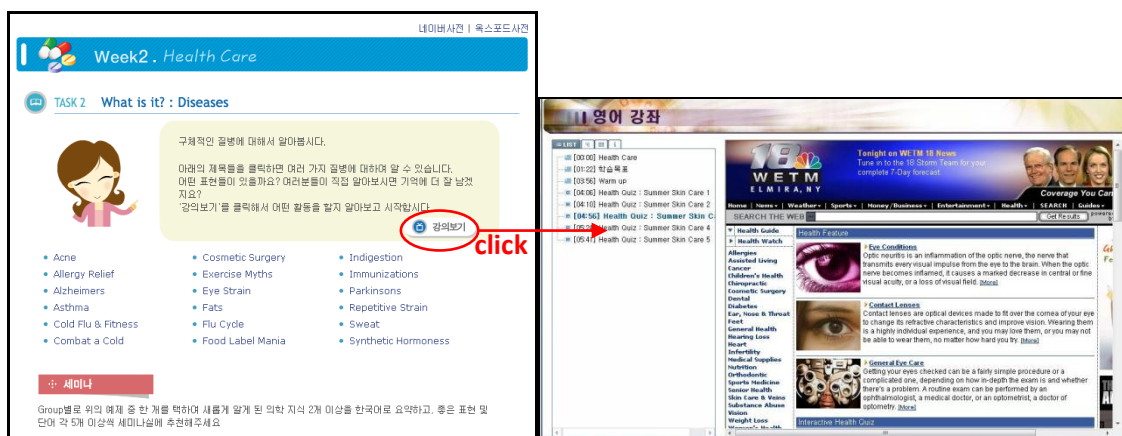 네이버사전 | 옥스포드사전
Week2 . Health Care
TASK 2 What is it? : Diseases
구체적인 질병에 대해서 알아봅시다.
아래의 제목들을 클릭하면 여러 가지 질병에 대하여 알 수 있습니다.
어떤 표현들이 있을까요? 여러분들이 직접 알아보시면 기억에 더 잘 남겠
지요?
'강의보기'를 클릭해서 어떤 활동을 할지 알아보고 시작합시다.
강의보기
click
Acne
Allergy Relief
Alzheimers
Asthma
Cold Flu & Fitness
Combat a Cold
Cosmetic Surgery
Exercise Myths
Eye Strain
Fats
Flu Cycle
Food Label Mania
Indigestion
Immunizations
Parkinsons
Repetitive Strain
Sweat
Synthetic Hormoness
세미나
Group별로 위의 예제 중 한 개를 택하여 새롭게 알게 된 의학 지식 2개 이상을 한국어로 요약하고, 좋은 표현 및
단어 각 5개 이상씩 세미나실에 추천해주세요
영어 강좌
LIST
[00:00] Health Care
[01:22] 학습목표
[03:56] Warm up
[04:06] Health Quiz : Summer Skin Care 1
[04:10] Health Quiz : Summer Skin Care 2
[04:56] Health Quiz : Summer Skin C
Health Quiz : Summer Skin Care 4
[05:47] Health Quiz : Summer Skin Care 5
18
WETM
ELMIRA, NY
Tonight on WETM 18 News
Tune in to the 18 Storm Team for your
complete 7-Day forecast
Coverage You Can
Home | News | Weather | Sports | Money/Business | Entertainment | Health | SEARCH | Guides
SEARCH THE WEB
Get Results
powered
Health Guide
Health Watch
Allergies
Assisted Living
Cancer
Children's Health
Chiropractic
Cosmetic Surgery
Dental
Diabetes
Ear, Nose & Throat
Feet
General Health
Hearing Loss
Heart
Infertility
Medical Supplies
Nutrition
Orthodontic
Sports Medicine
Senior Health
Skin Care & Veins
Substance Abuse
Vision
Weight Loss
Women's Health
Health Feature
Eye Conditions
Optic neuritis is an inflammation of the optic nerve, the nerve that
transmits every visual impulse from the eye to the brain. When the optic
nerve becomes inflamed, it causes a marked decrease in central or fine
visual acuity, or a loss of visual field. [More]
Contact Lenses
Contact lenses are optical devices made to fit over the cornea of your eye
to change its refractive characteristics and improve vision. Wearing them
is a highly individual experience, and you may love them, or you may not
be able to wear them, no matter how hard you try. [More]
General Eye Care
Getting your eyes checked can be a fairly simple procedure or a
complicated one, depending on how in-depth the exam is and whether
there's a problem. A routine exam can be performed by an
ophthalmologist, a medical doctor, or an optometrist, a doctor of
optometry. [More]
Interactive Health Quiz